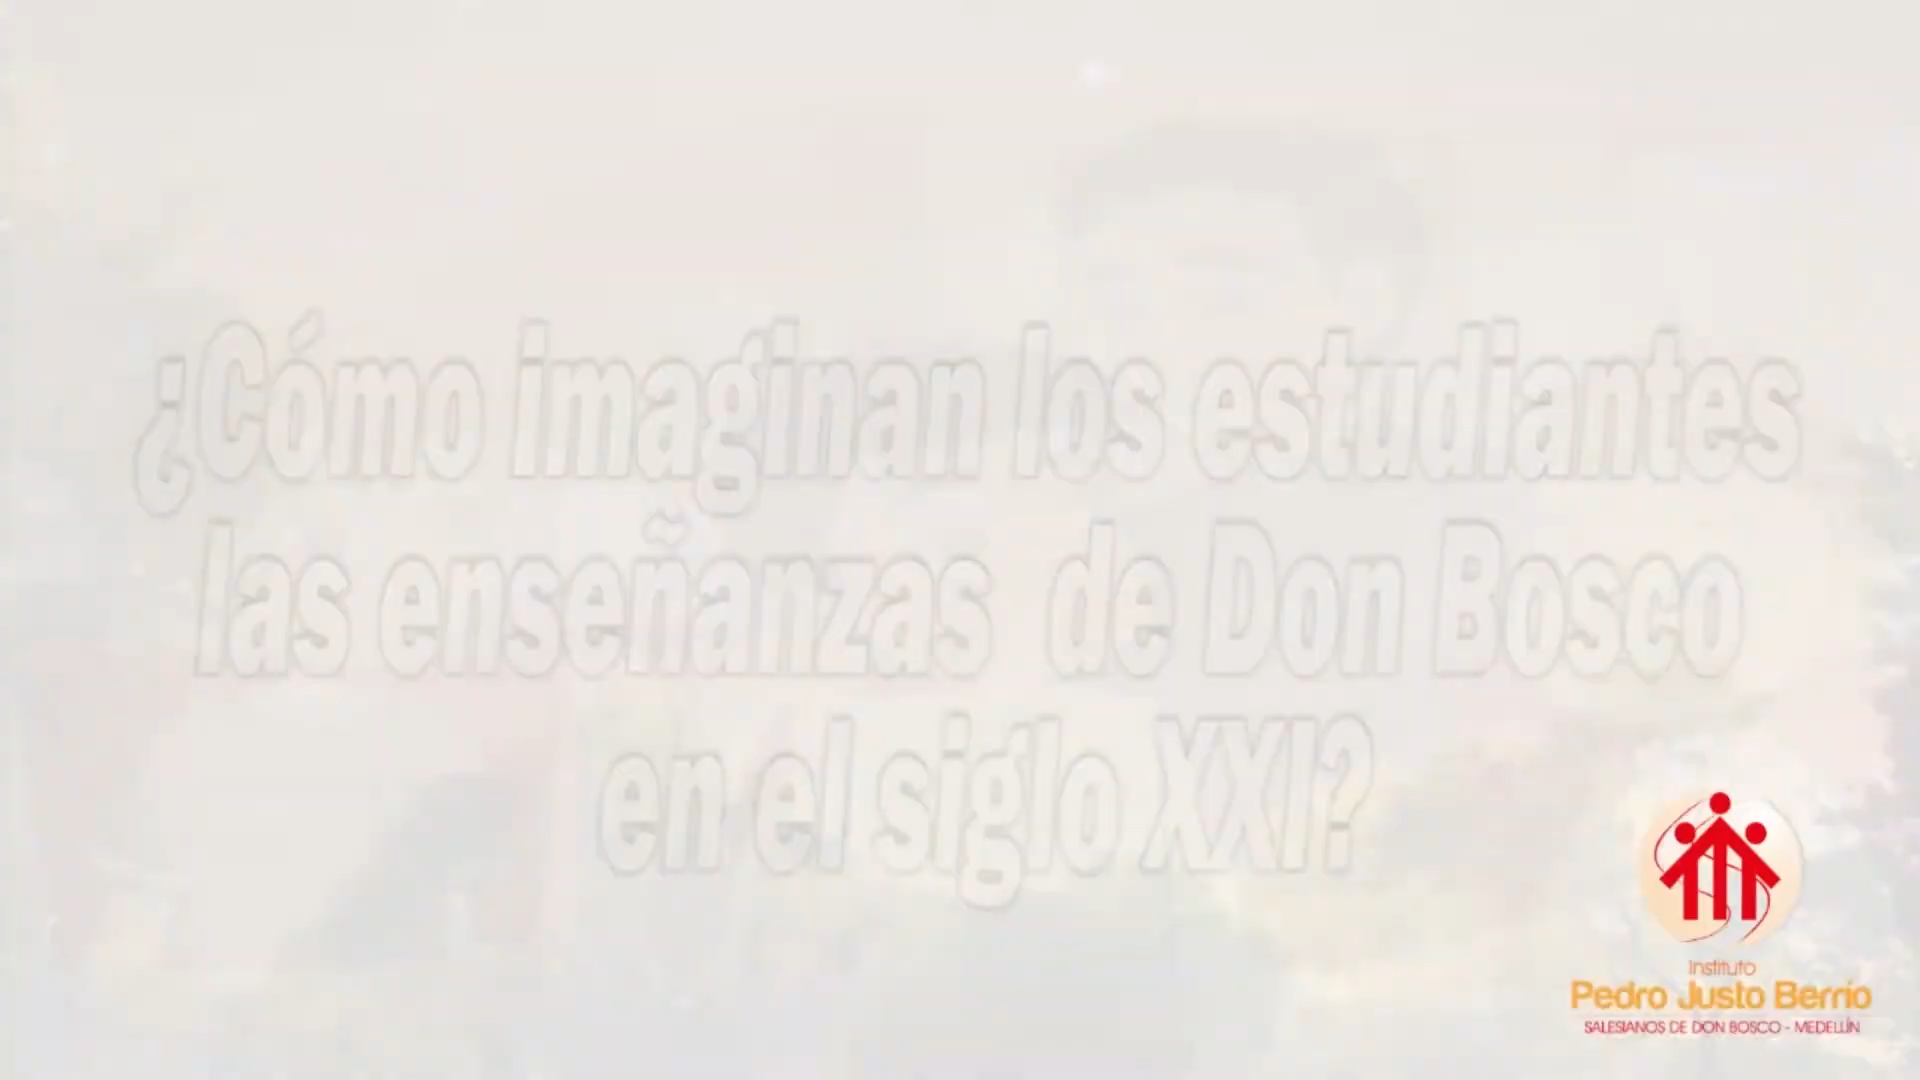 ¿Cómo imaginan los estudiantes
las enseñanzas de Don Bosco
en el siglo XXI?
Instituto
Pedro Justo Berrio
SALESIANOS DE DON BOSCO - MEDELLÍN